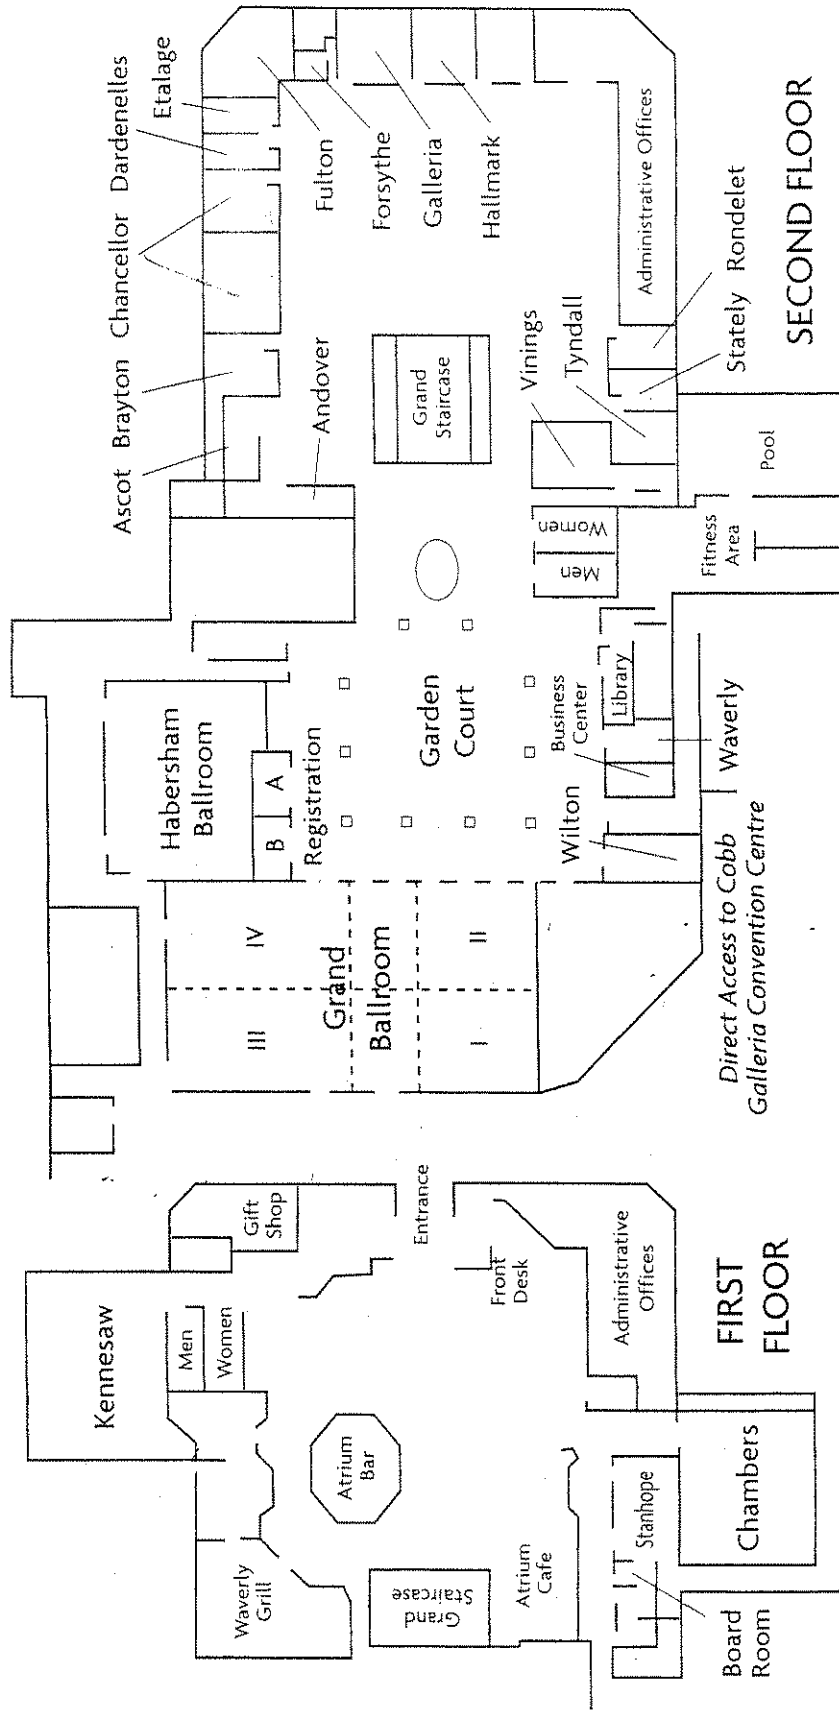 Kennesaw
Gift
Shop
Men
Women
Waverly
Grill
Atrium
Bar
Entrance
Front
Desk
Grand
Staircase
Atrium
Cafe
Administrative
Offices
Stanhope
Chambers
Board
Room
FIRST
FLOOR
Habersham
Ballroom
B
A
Registration
III
IV
Grand
Ballroom
I
II
Garden
Court
Wilton
Business
Center
Library
Waverly
Direct Access to Cobb
Galleria Convention Centre
Men
Women
Fitness
Area
Pool
Ascot
Brayton
Chancellor
Dardenelles
Etalage
Andover
Fulton
Forsythe
Galleria
Hallmark
Grand
Staircase
Vinings
Tyndall
Administrative Offices
Stately
Rondelet
SECOND FLOOR